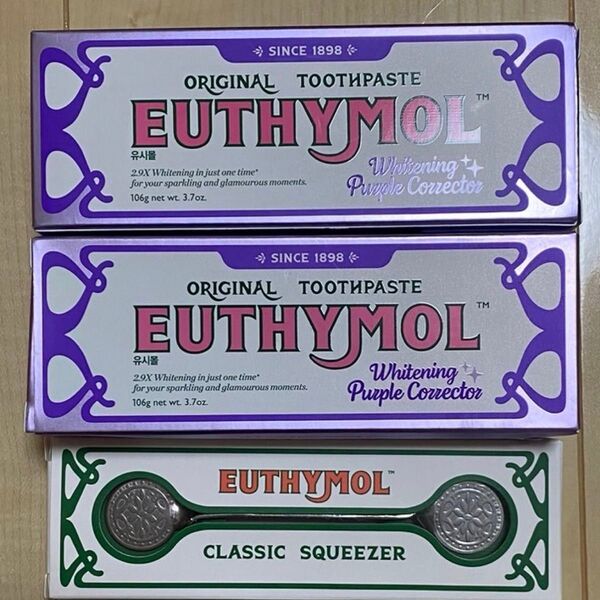 SINCE 1898
ORIGINAL TOOTHPASTE
EUTHYMOL™
유시몰
2.9X Whitening in just one time*
for your sparkling and glamourous moments.
106g net wt. 3.7oz.
Whitening
Purple Corrector
SINCE 1898
ORIGINAL TOOTHPASTE
EUTHYMOL™
유시몰
2.9X Whitening in just one time*
for your sparkling and glamourous moments.
106g net wt. 3.7oz.
Whitening
Purple Corrector
EUTHYMOL™
CLASSIC SQUEEZER